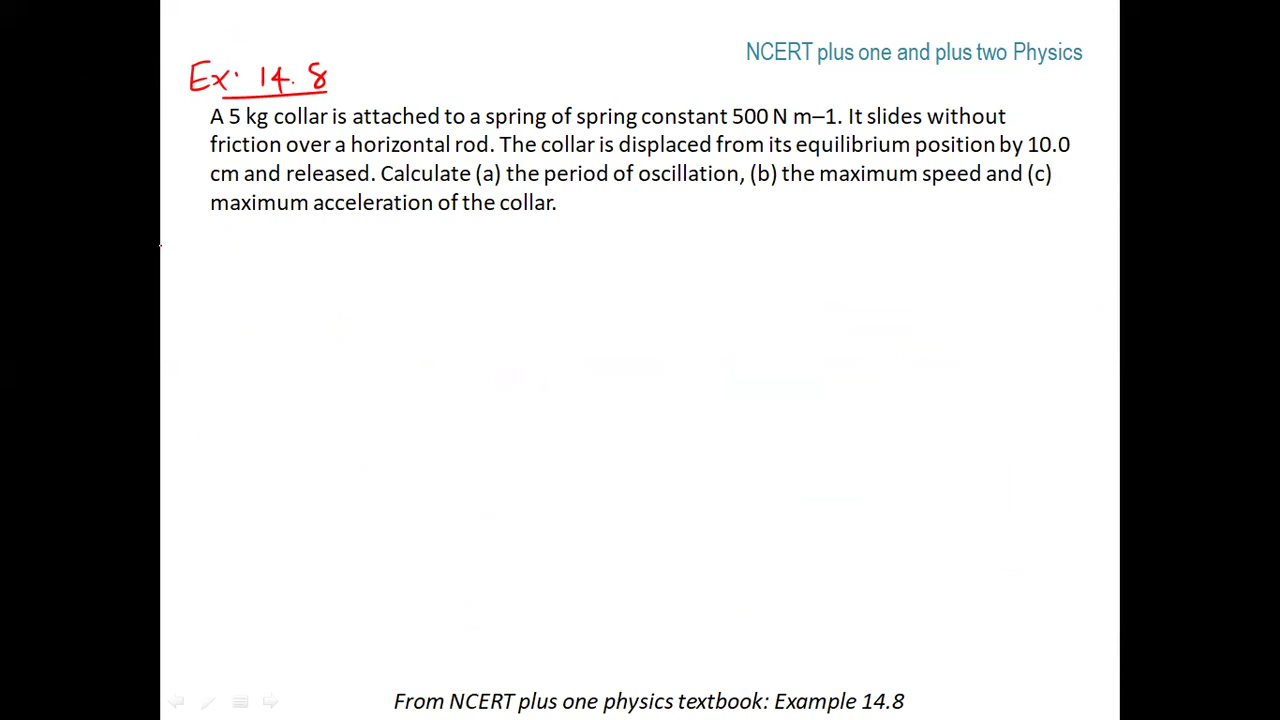 NCERT plus one and plus two Physics
Ex: 14.8
A 5 kg collar is attached to a spring of spring constant 500 N m–1. It slides without
friction over a horizontal rod. The collar is displaced from its equilibrium position by 10.0
cm and released. Calculate (a) the period of oscillation, (b) the maximum speed and (c)
maximum acceleration of the collar.
From NCERT plus one physics textbook: Example 14.8